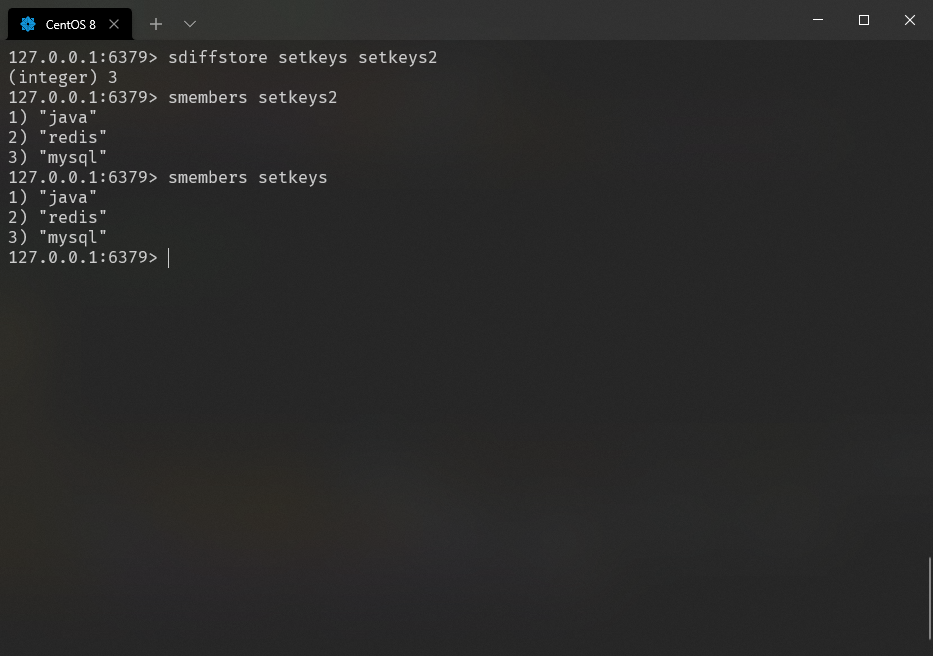 CentOS 8
127.0.0.1:6379> sdiffstore setkeys setkeys2
(integer) 3
127.0.0.1:6379> smembers setkeys2
1) "java"
2) "redis"
3) "mysql"
127.0.0.1:6379> smembers setkeys
1) "java"
2) "redis"
3) "mysql"
127.0.0.1:6379>